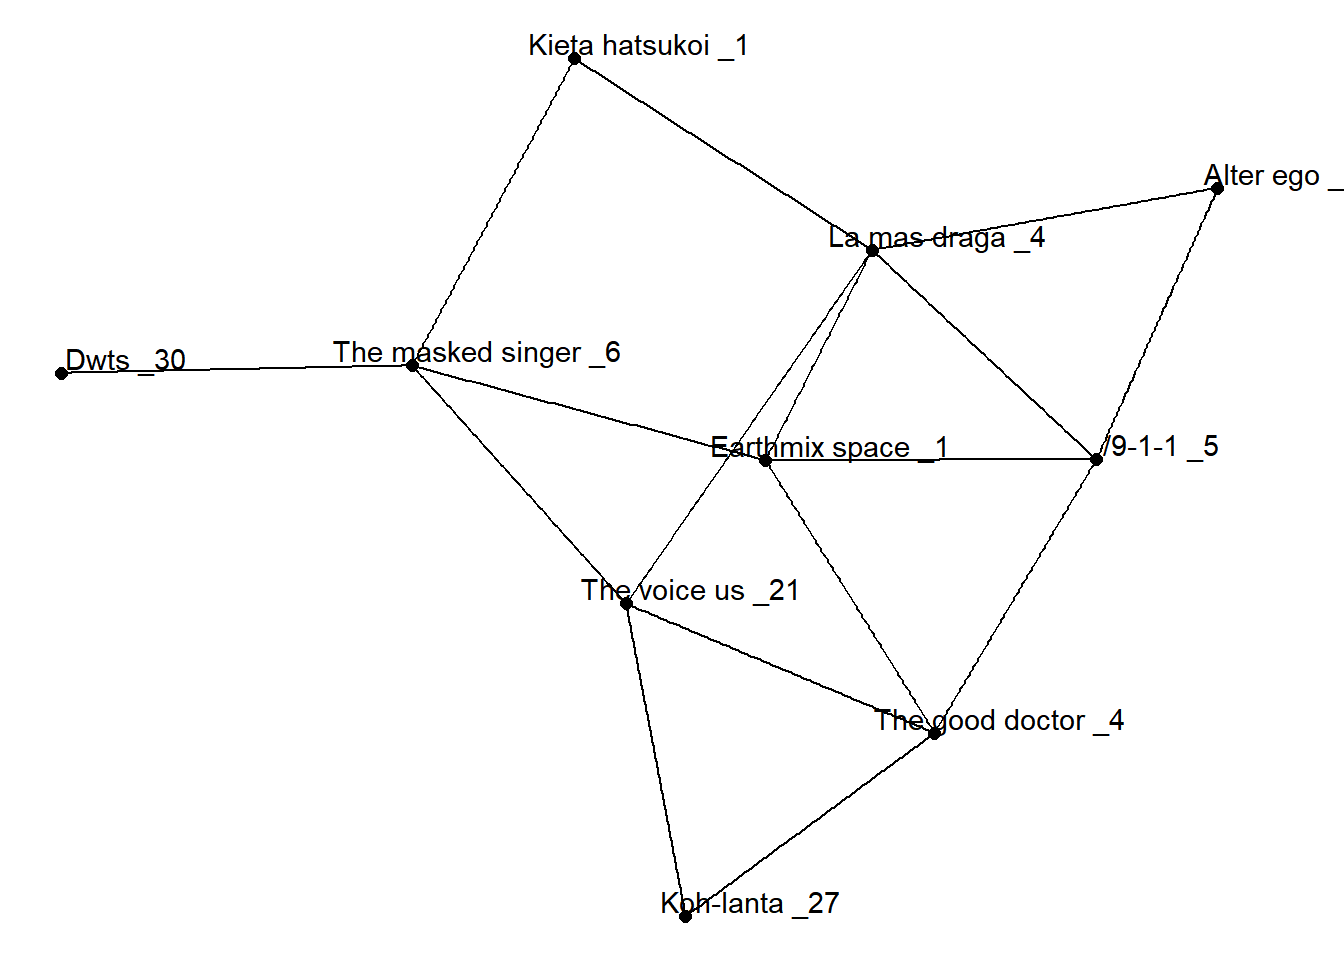 Kieta hatsukoi _1
Alter ego _
La mas draga _4
The masked singer _6
Dwts _30
Earthmix space _1
/9-1-1 _5
The voice us _21
The good doctor _4
Koh-lanta _27